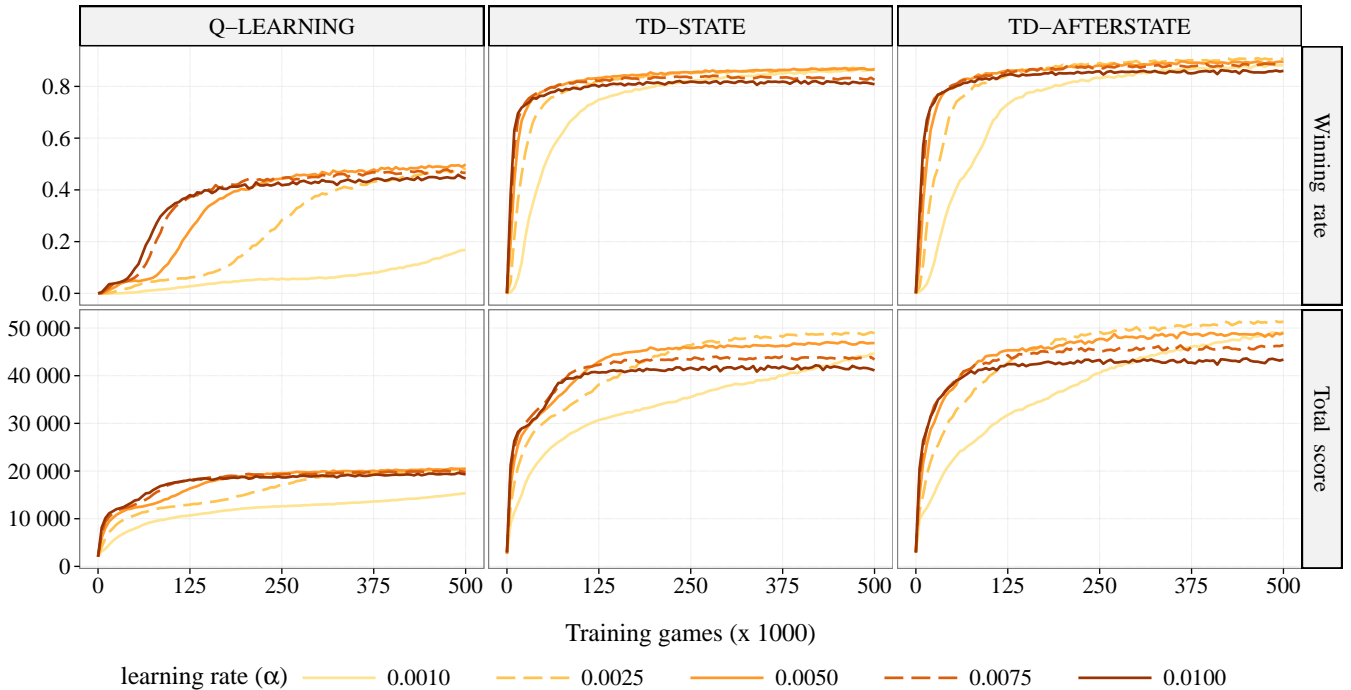 Q−LEARNING TD−STATE TD−AFTERSTATE
0.8
0.6
0.4
0.2
0.0
Winning rate
50 000
40 000
30 000
20 000
10 000
0
Total score
0 125 250 375 500 0 125 250 375 500 0 125 250 375 500
Training games (x 1000)
learning rate (α) 0.0010 0.0025 0.0050 0.0075 0.0100